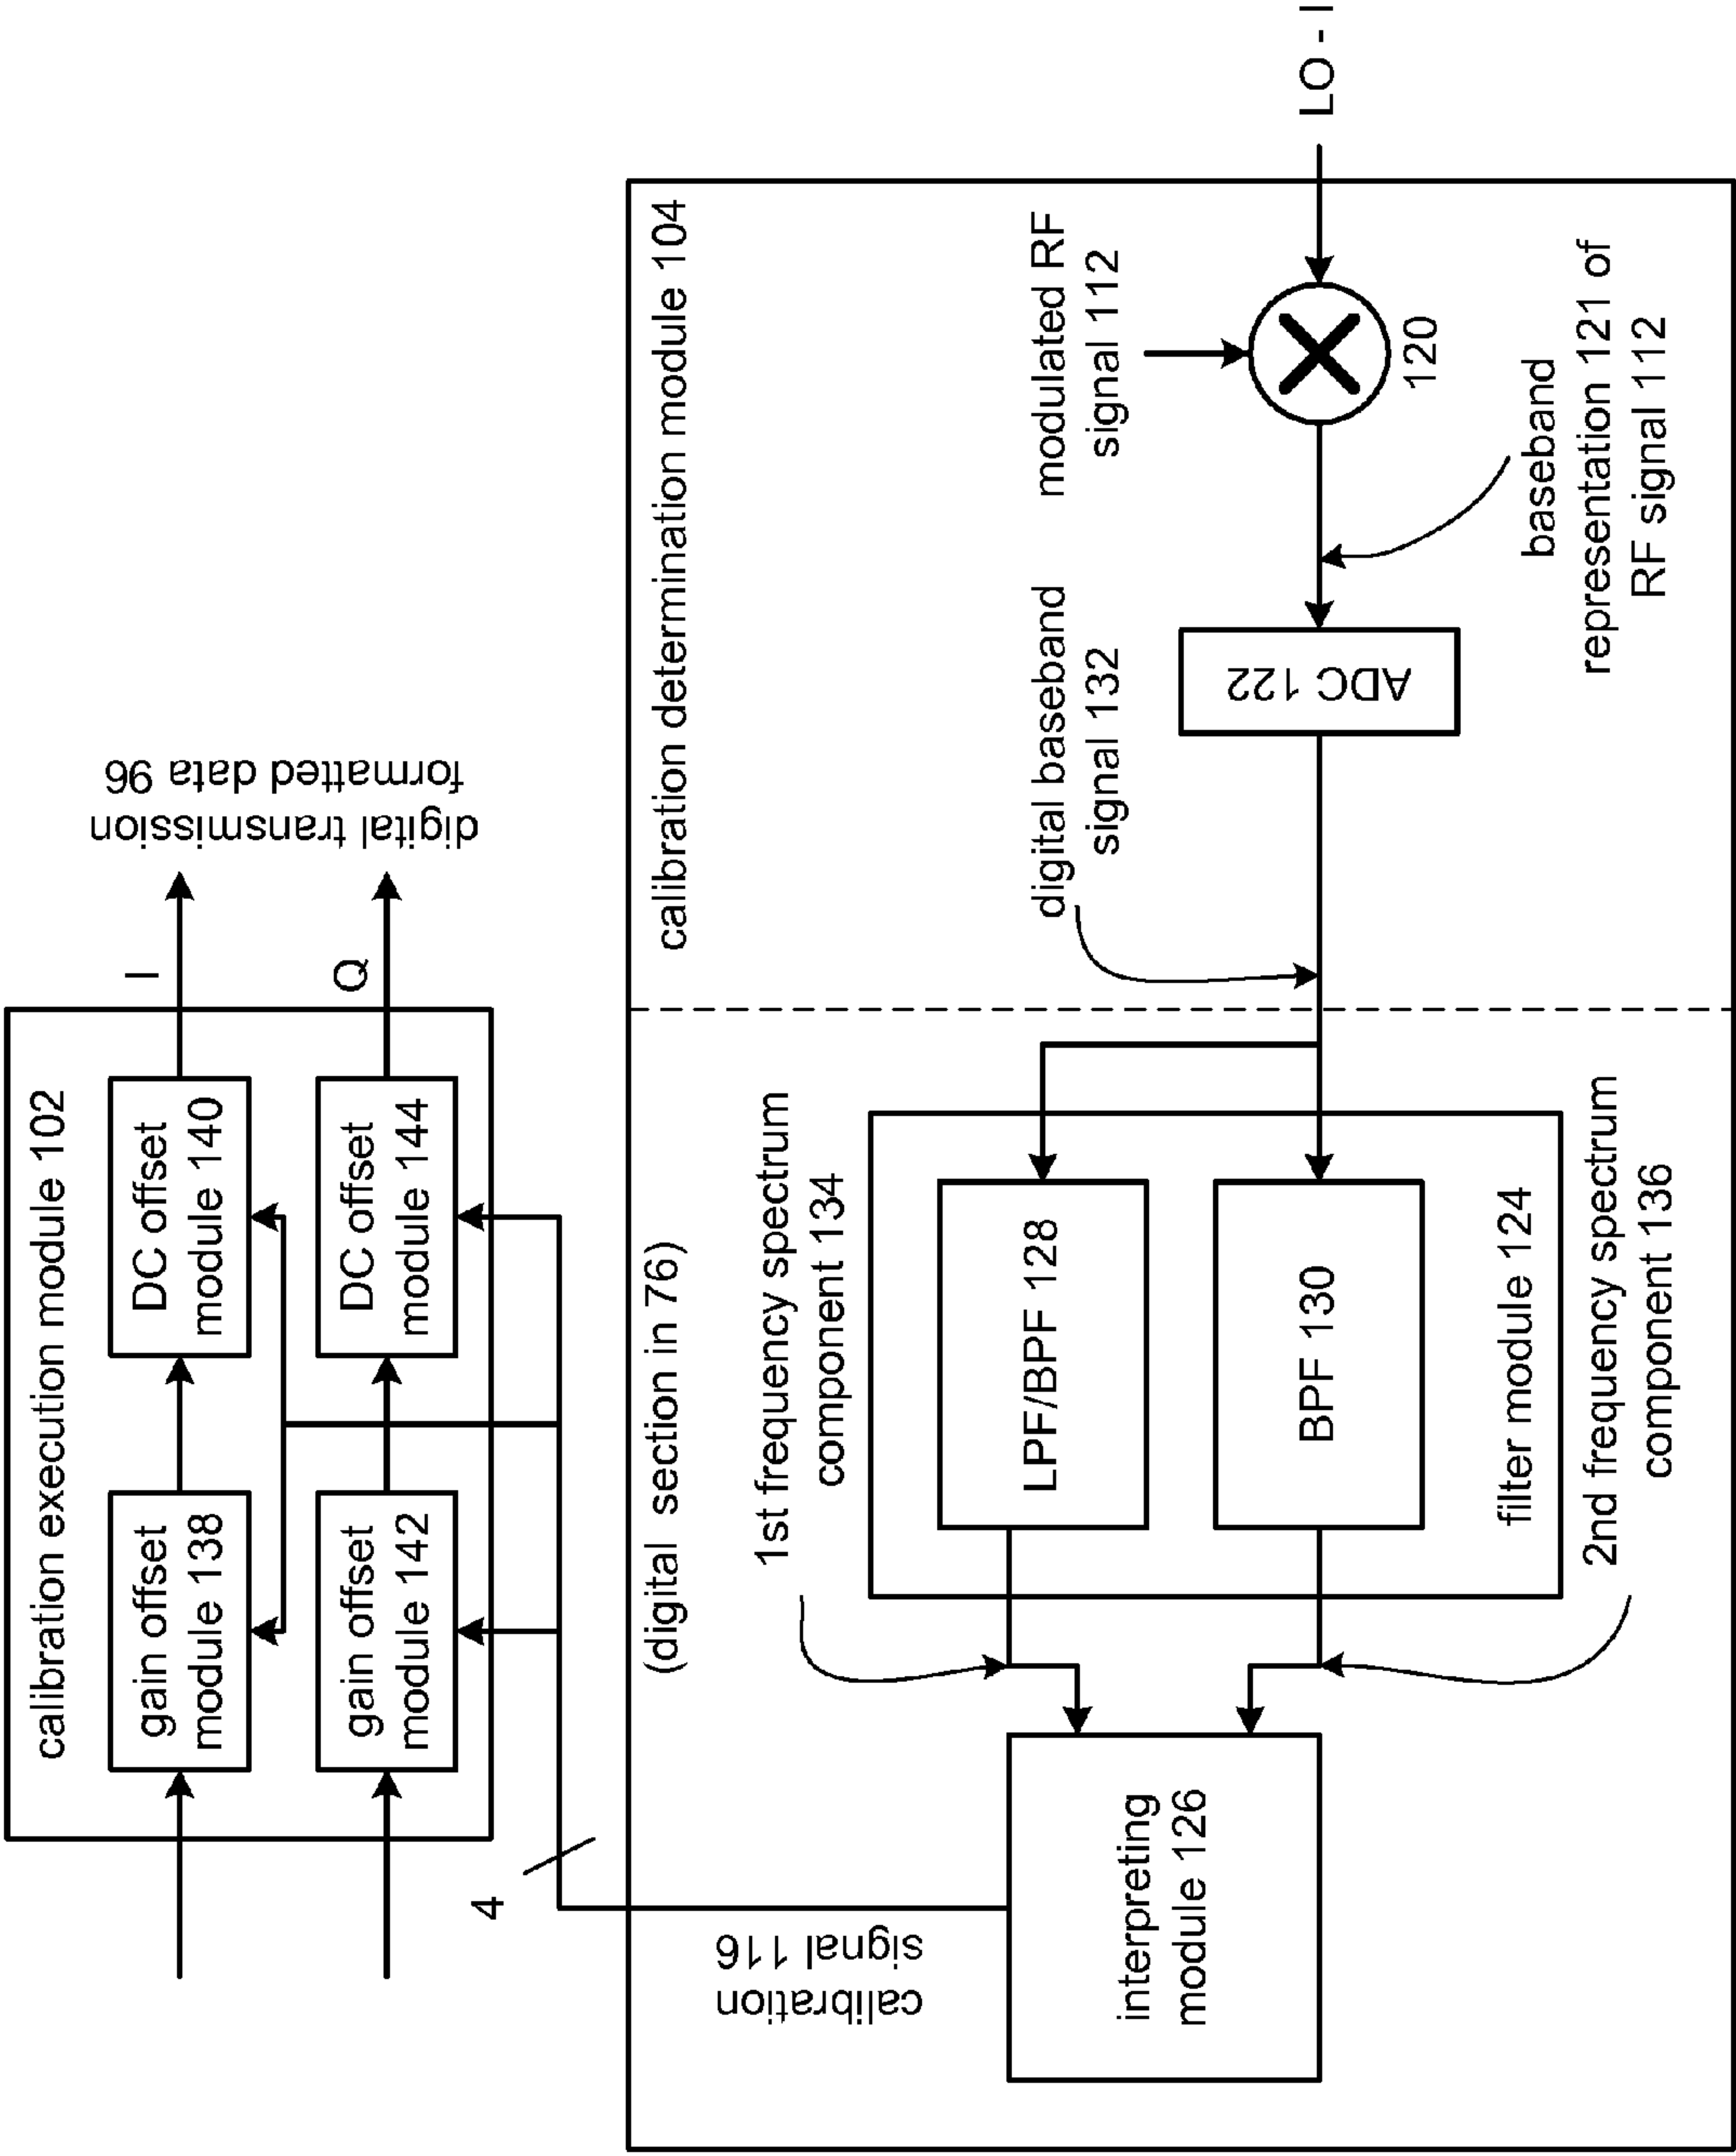 calibration execution module 102
gain offset
module 138
DC offset
module 140
I
gain offset
module 142
DC offset
module 144
Q
digital transmission
formatted data 96
4
calibration
signal 116
(digital section in 76)
calibration determination module 104
1st frequency spectrum
component 134
digital baseband
signal 132
modulated RF
signal 112
LPF/BPF 128
BPF 130
filter module 124
interpreting
module 126
ADC 122
120
LO - I
2nd frequency spectrum
component 136
baseband
representation 121 of
RF signal 112